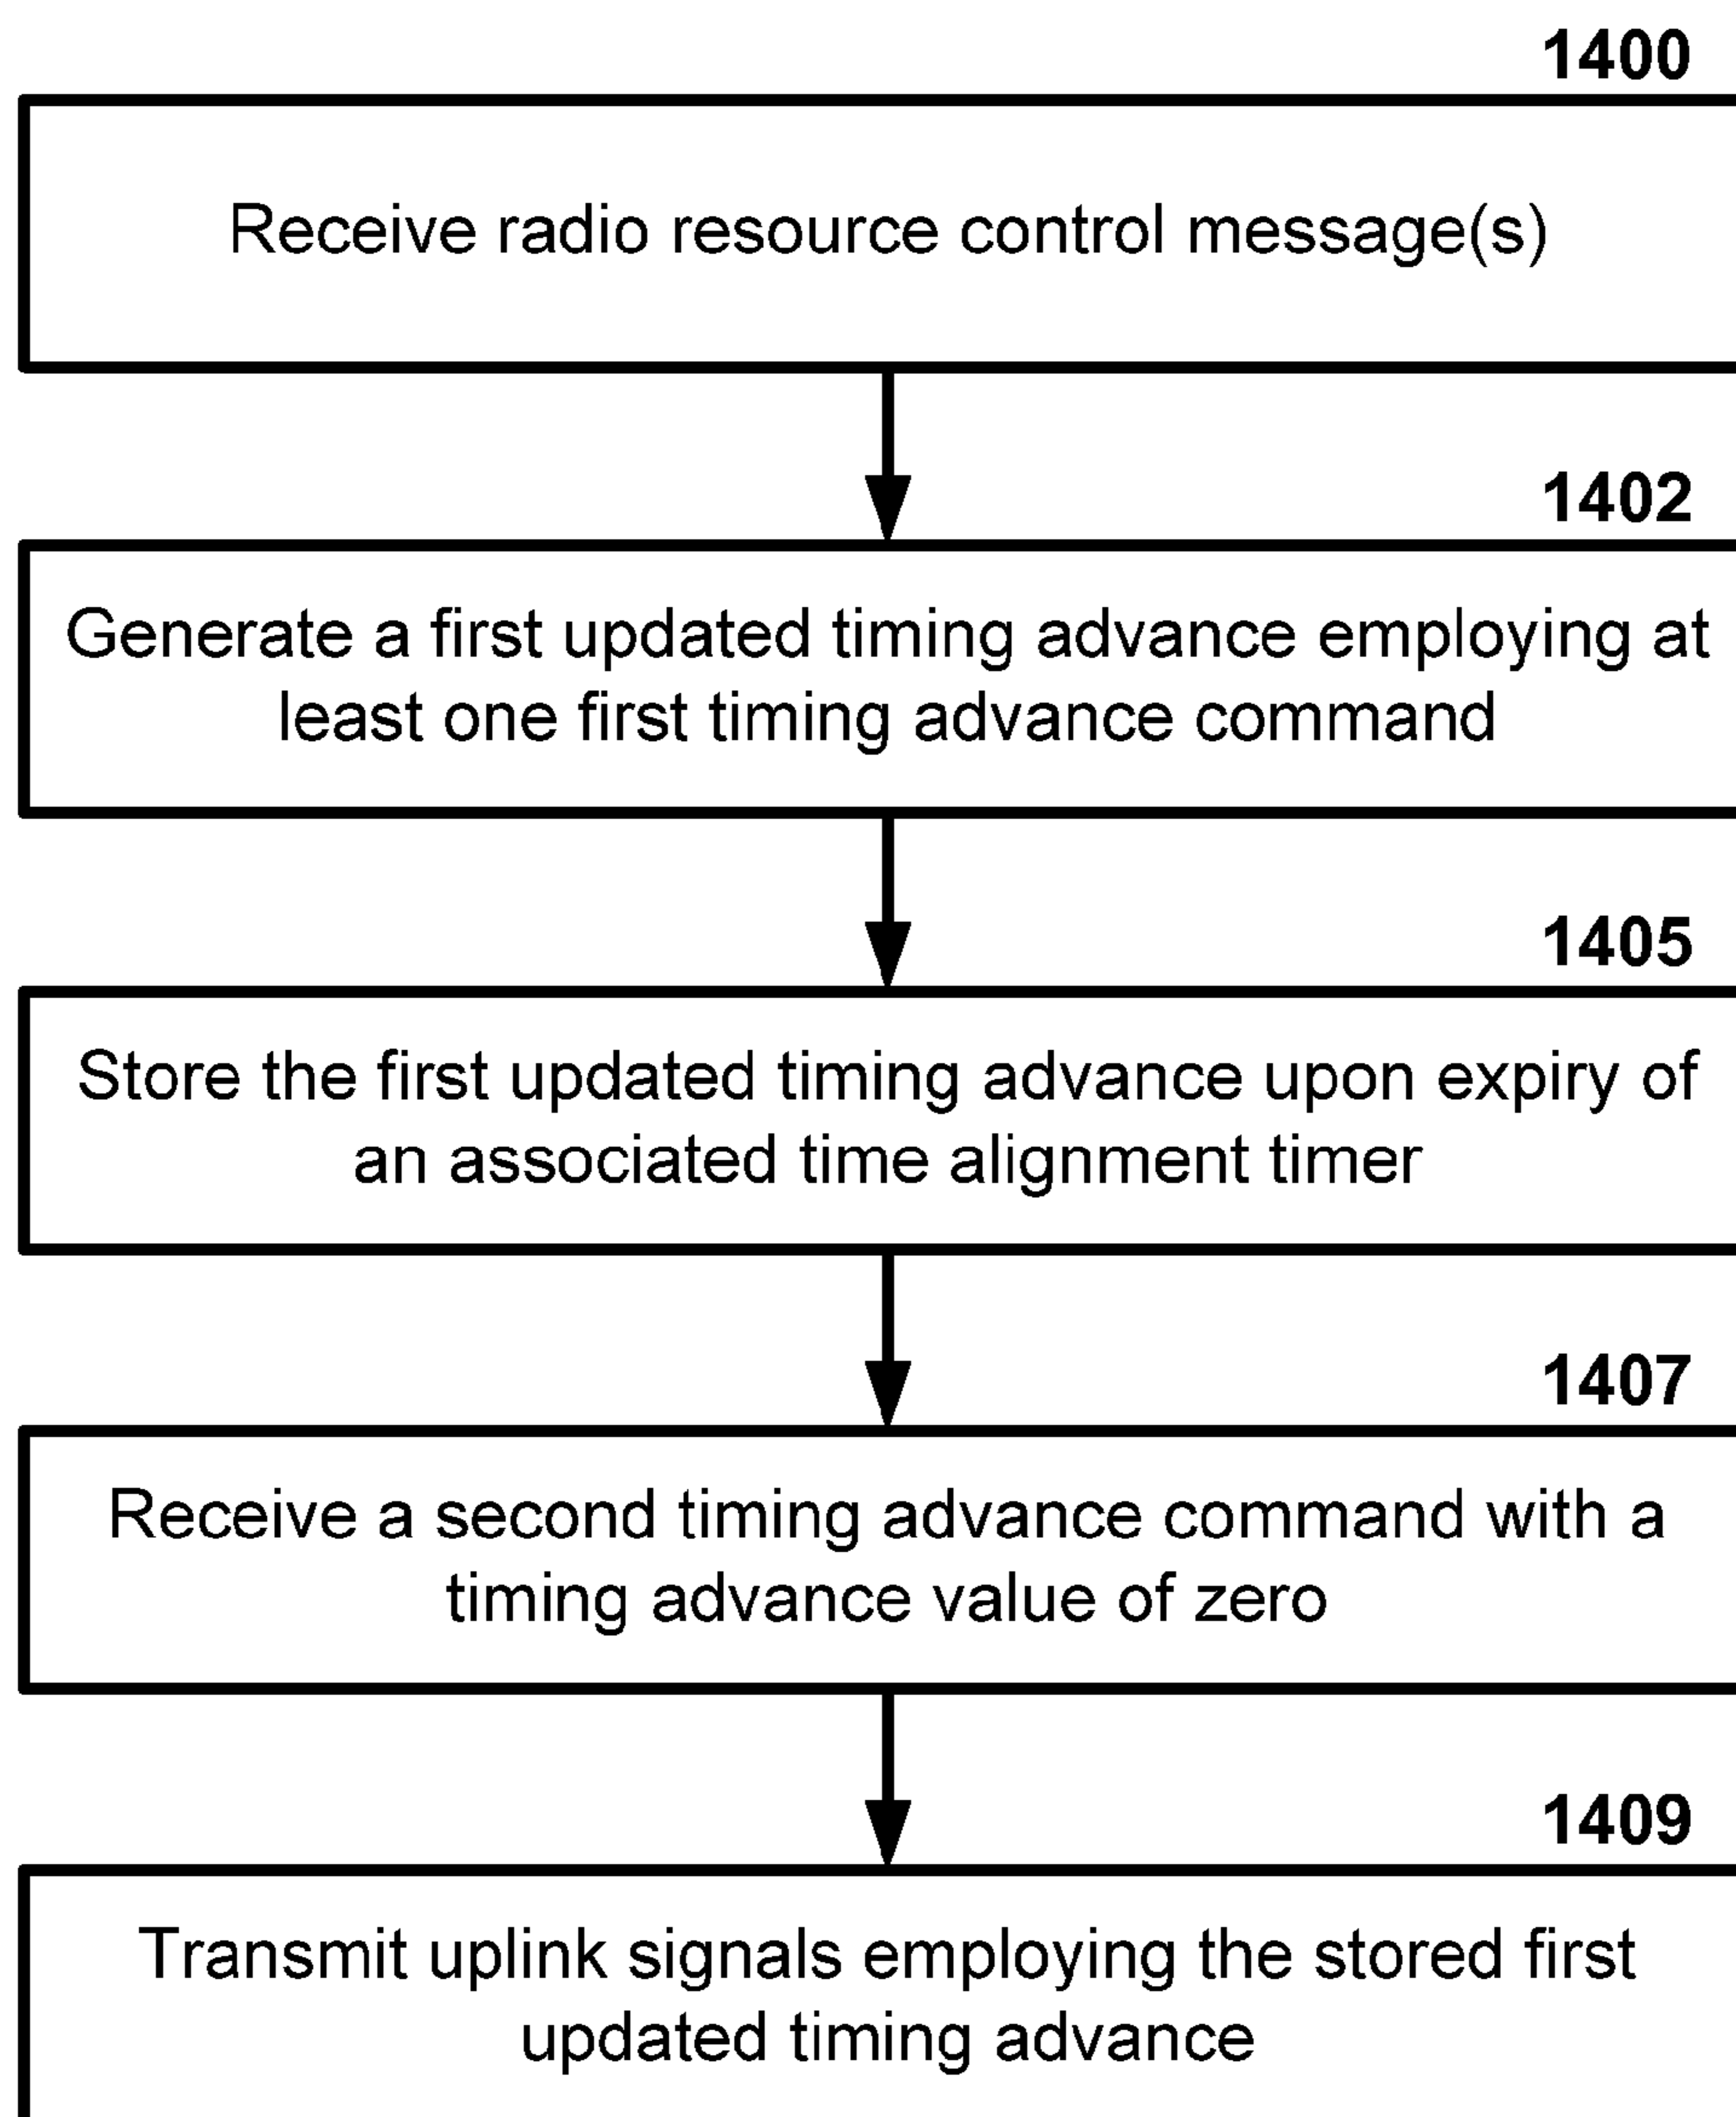 1400
Receive radio resource control message(s)
1402
Generate a first updated timing advance employing at
least one first timing advance command
1405
Store the first updated timing advance upon expiry of
an associated time alignment timer
1407
Receive a second timing advance command with a
timing advance value of zero
1409
Transmit uplink signals employing the stored first
updated timing advance